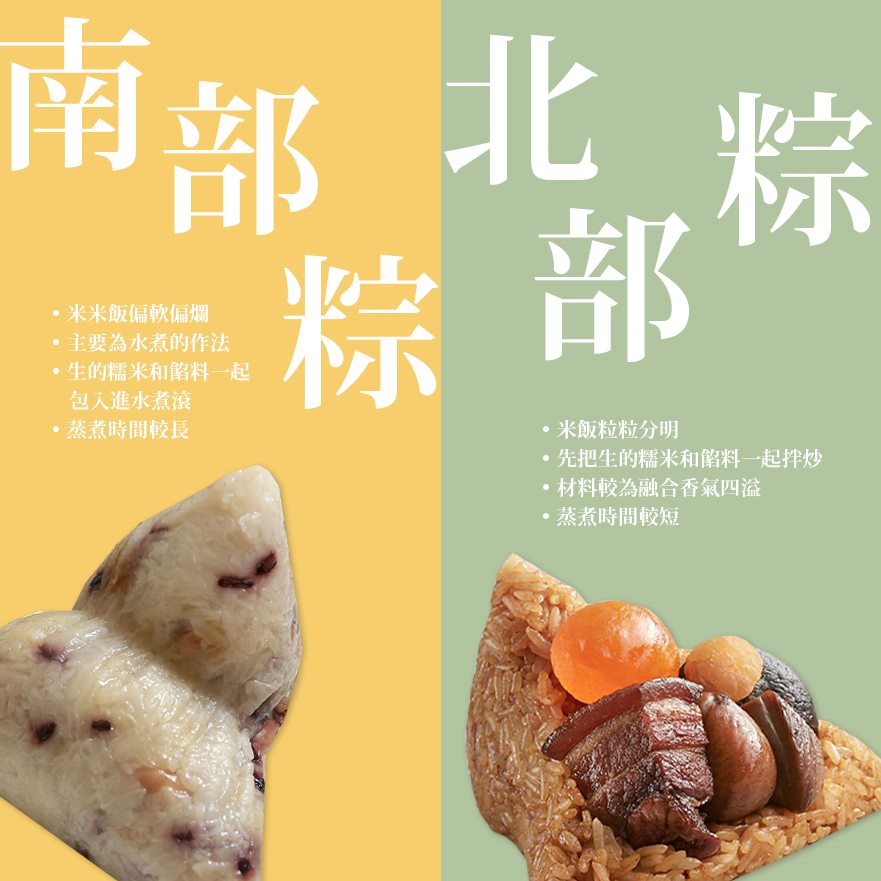 南部粽
・米米飯偏軟偏爛
・主要為水煮的作法
・生的糯米和餡料一起
包入進水煮滾
・蒸煮時間較長
北部粽
・米飯粒粒分明
・先把生的糯米和餡料一起拌炒
・材料較為融合香氣四溢
・蒸煮時間較短